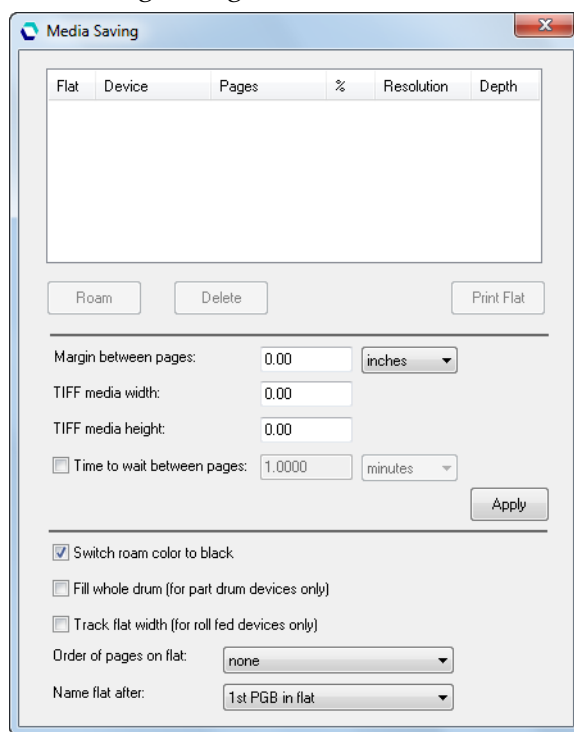 Media Saving
Flat Device Pages % Resolution Depth
Roam Delete Print Flat
Margin between pages: 0.00 inches
TIFF media width: 0.00
TIFF media height: 0.00
Time to wait between pages: 1.0000 minutes
Apply
Switch roam color to black
Fill whole drum (for part drum devices only)
Track flat width (for roll fed devices only)
Order of pages on flat: none
Name flat after: 1st PGB in flat